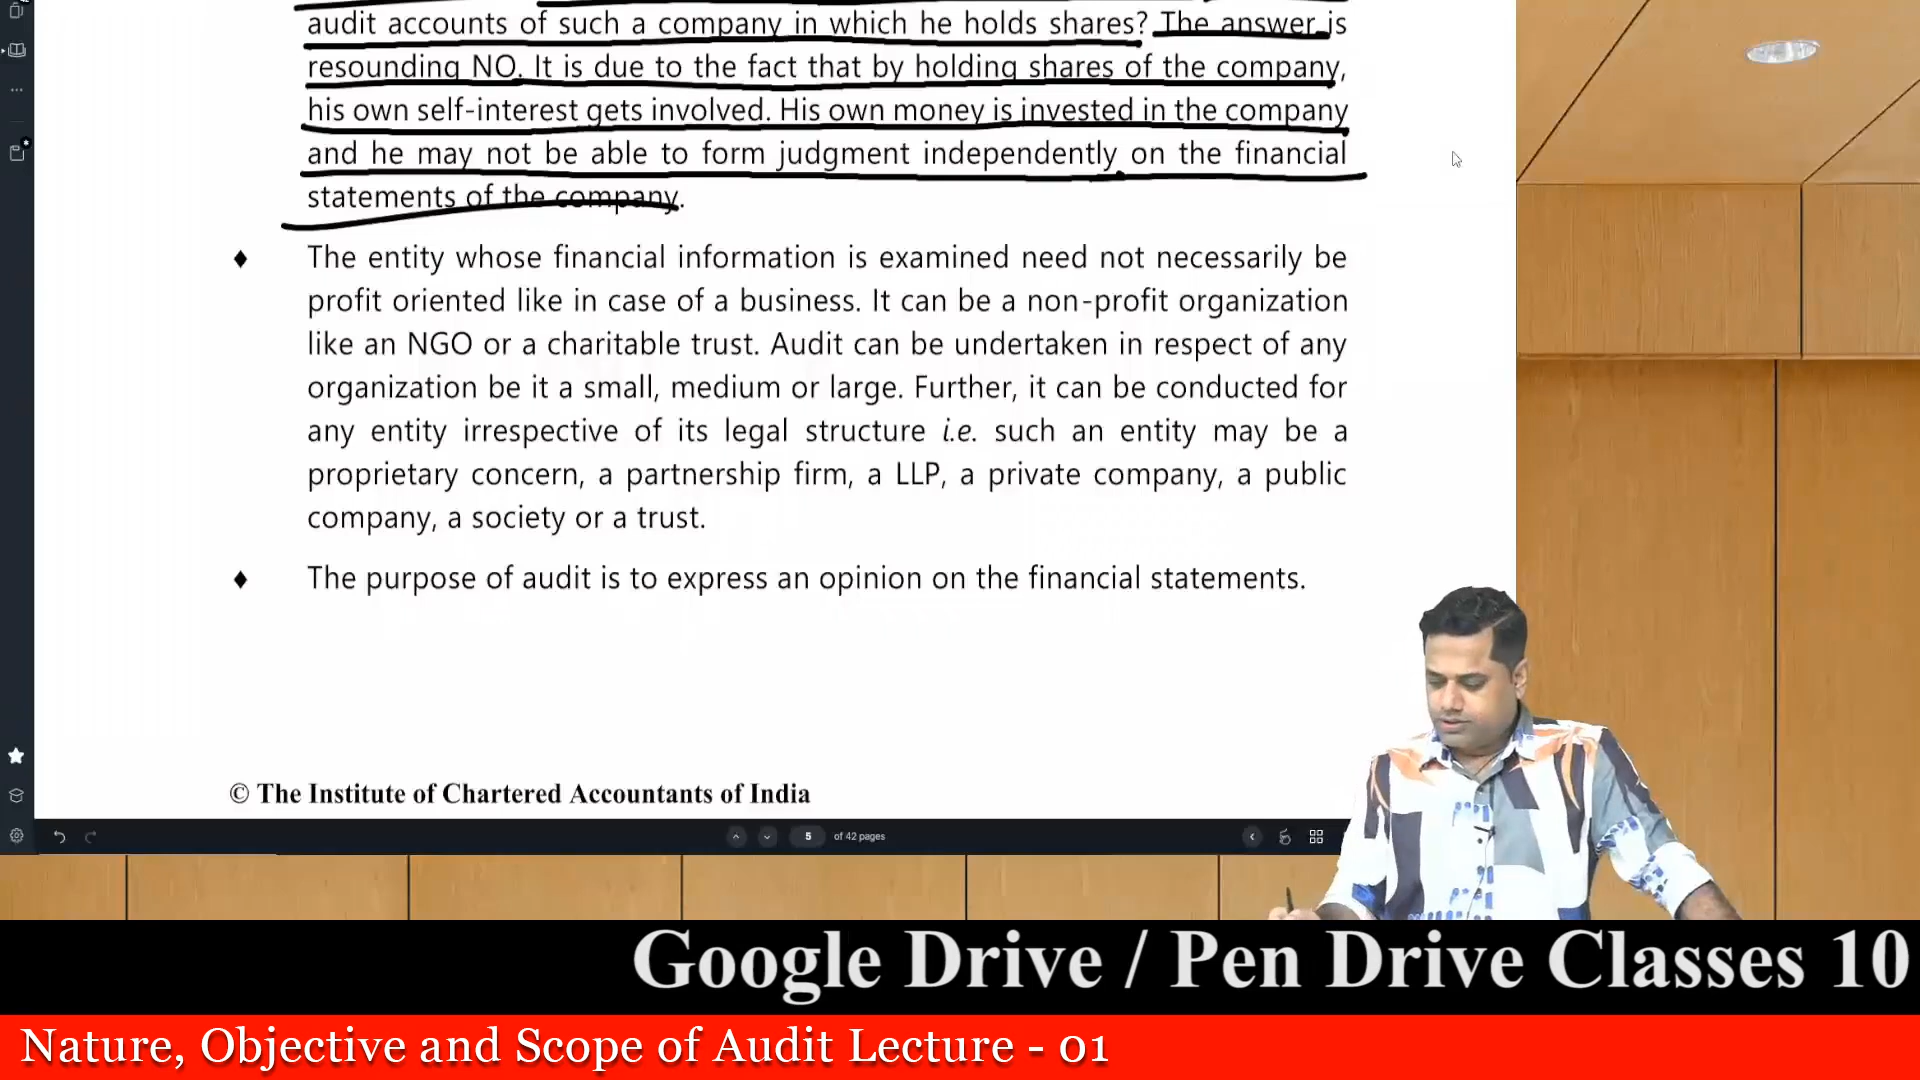 audit accounts of such a company in which he holds shares? The answer is
resounding NO. It is due to the fact that by holding shares of the company,
his own self-interest gets involved. His own money is invested in the company
and he may not be able to form judgment independently on the financial
statements of the company.
♦ The entity whose financial information is examined need not necessarily be
profit oriented like in case of a business. It can be a non-profit organization
like an NGO or a charitable trust. Audit can be undertaken in respect of any
organization be it a small, medium or large. Further, it can be conducted for
any entity irrespective of its legal structure i.e. such an entity may be a
proprietary concern, a partnership firm, a LLP, a private company, a public
company, a society or a trust.
♦ The purpose of audit is to express an opinion on the financial statements.
© The Institute of Chartered Accountants of India
5 of 42 pages
Google Drive / Pen Drive Classes 10
Nature, Objective and Scope of Audit Lecture - 01